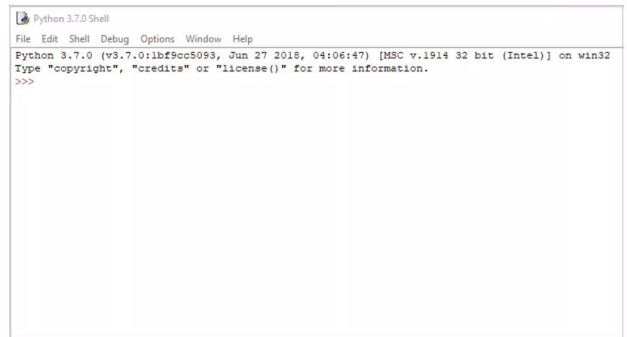 Python 3.7.0 Shell
File Edit Shell Debug Options Window Help
Python 3.7.0 (v3.7.0:1bf9cc5093, Jun 27 2018, 04:06:47) [MSC v.1914 32 bit (Intel)] on win32
Type "copyright", "credits" or "license()" for more information.
>>>